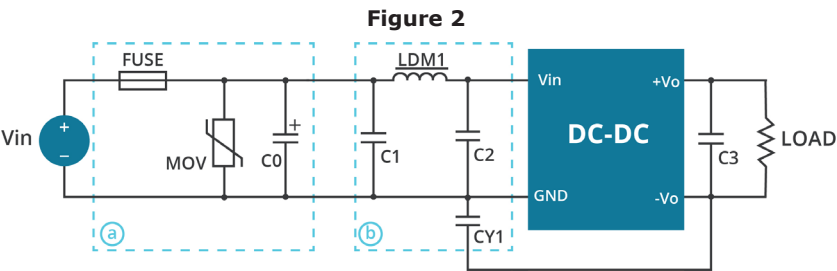 Figure 2
FUSE
LDM1
Vin
+
−
MOV
C0
+
C1
C2
Vin
+Vo
DC-DC
GND
-Vo
C3
LOAD
a
b
CY1